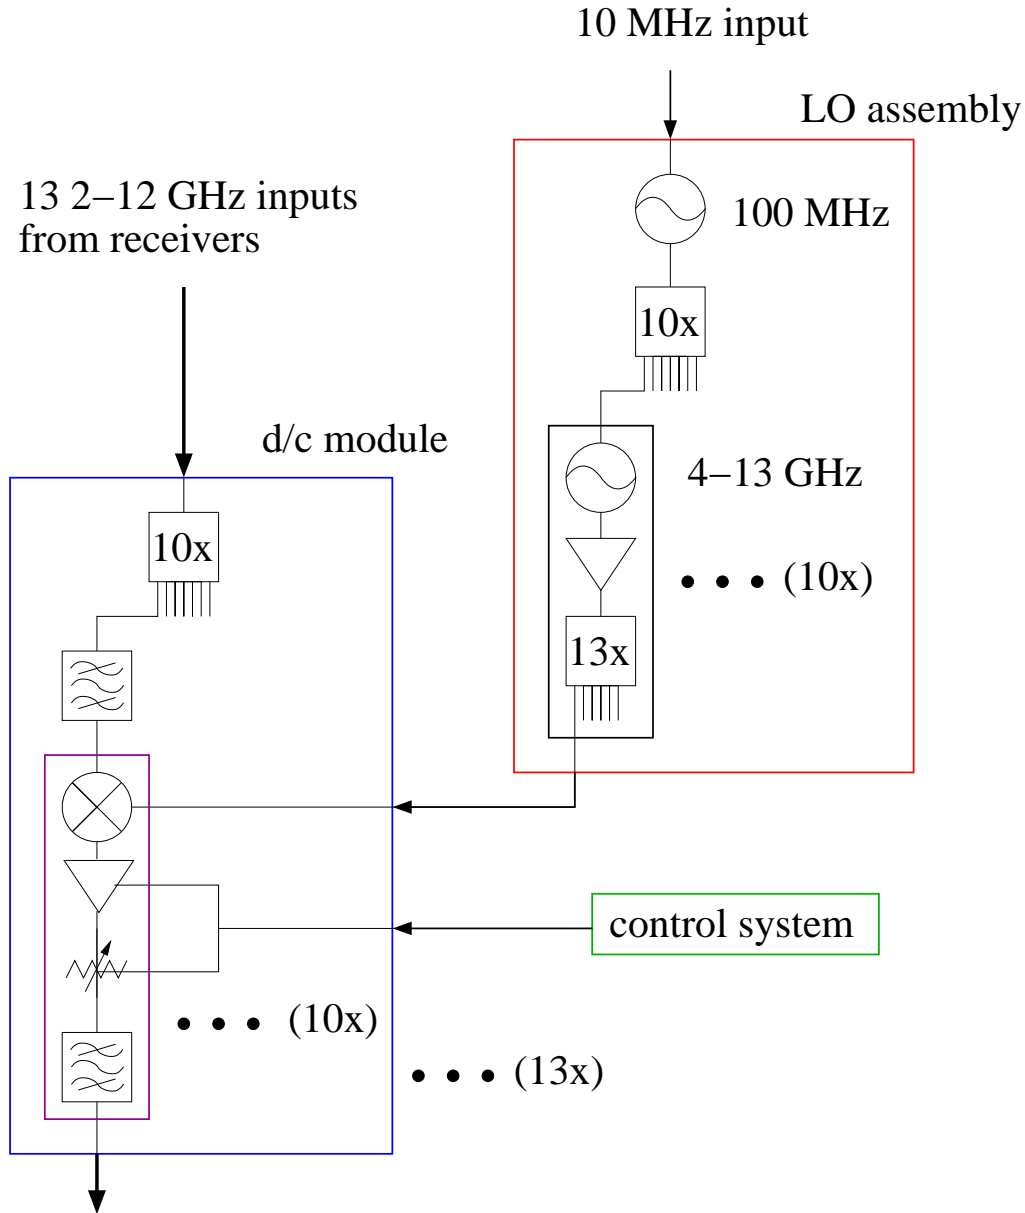 10 MHz input
LO assembly
13 2–12 GHz inputs
from receivers
100 MHz
10x
d/c module
4–13 GHz
10x
(10x)
13x
control system
(10x)
(13x)